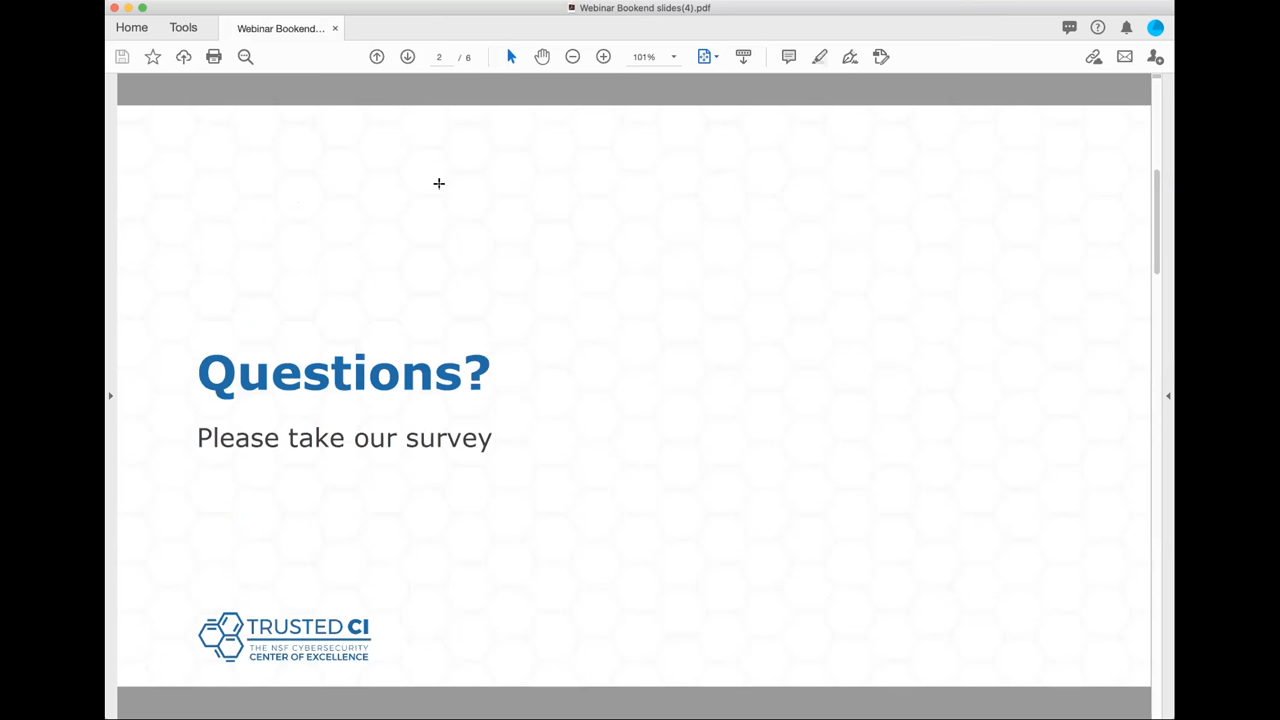 Webinar Bookend slides(4).pdf
Home
Tools
Webinar Bookend... ×
2 / 6
101%
Questions?
Please take our survey
TRUSTED CI
THE NSF CYBERSECURITY
CENTER OF EXCELLENCE